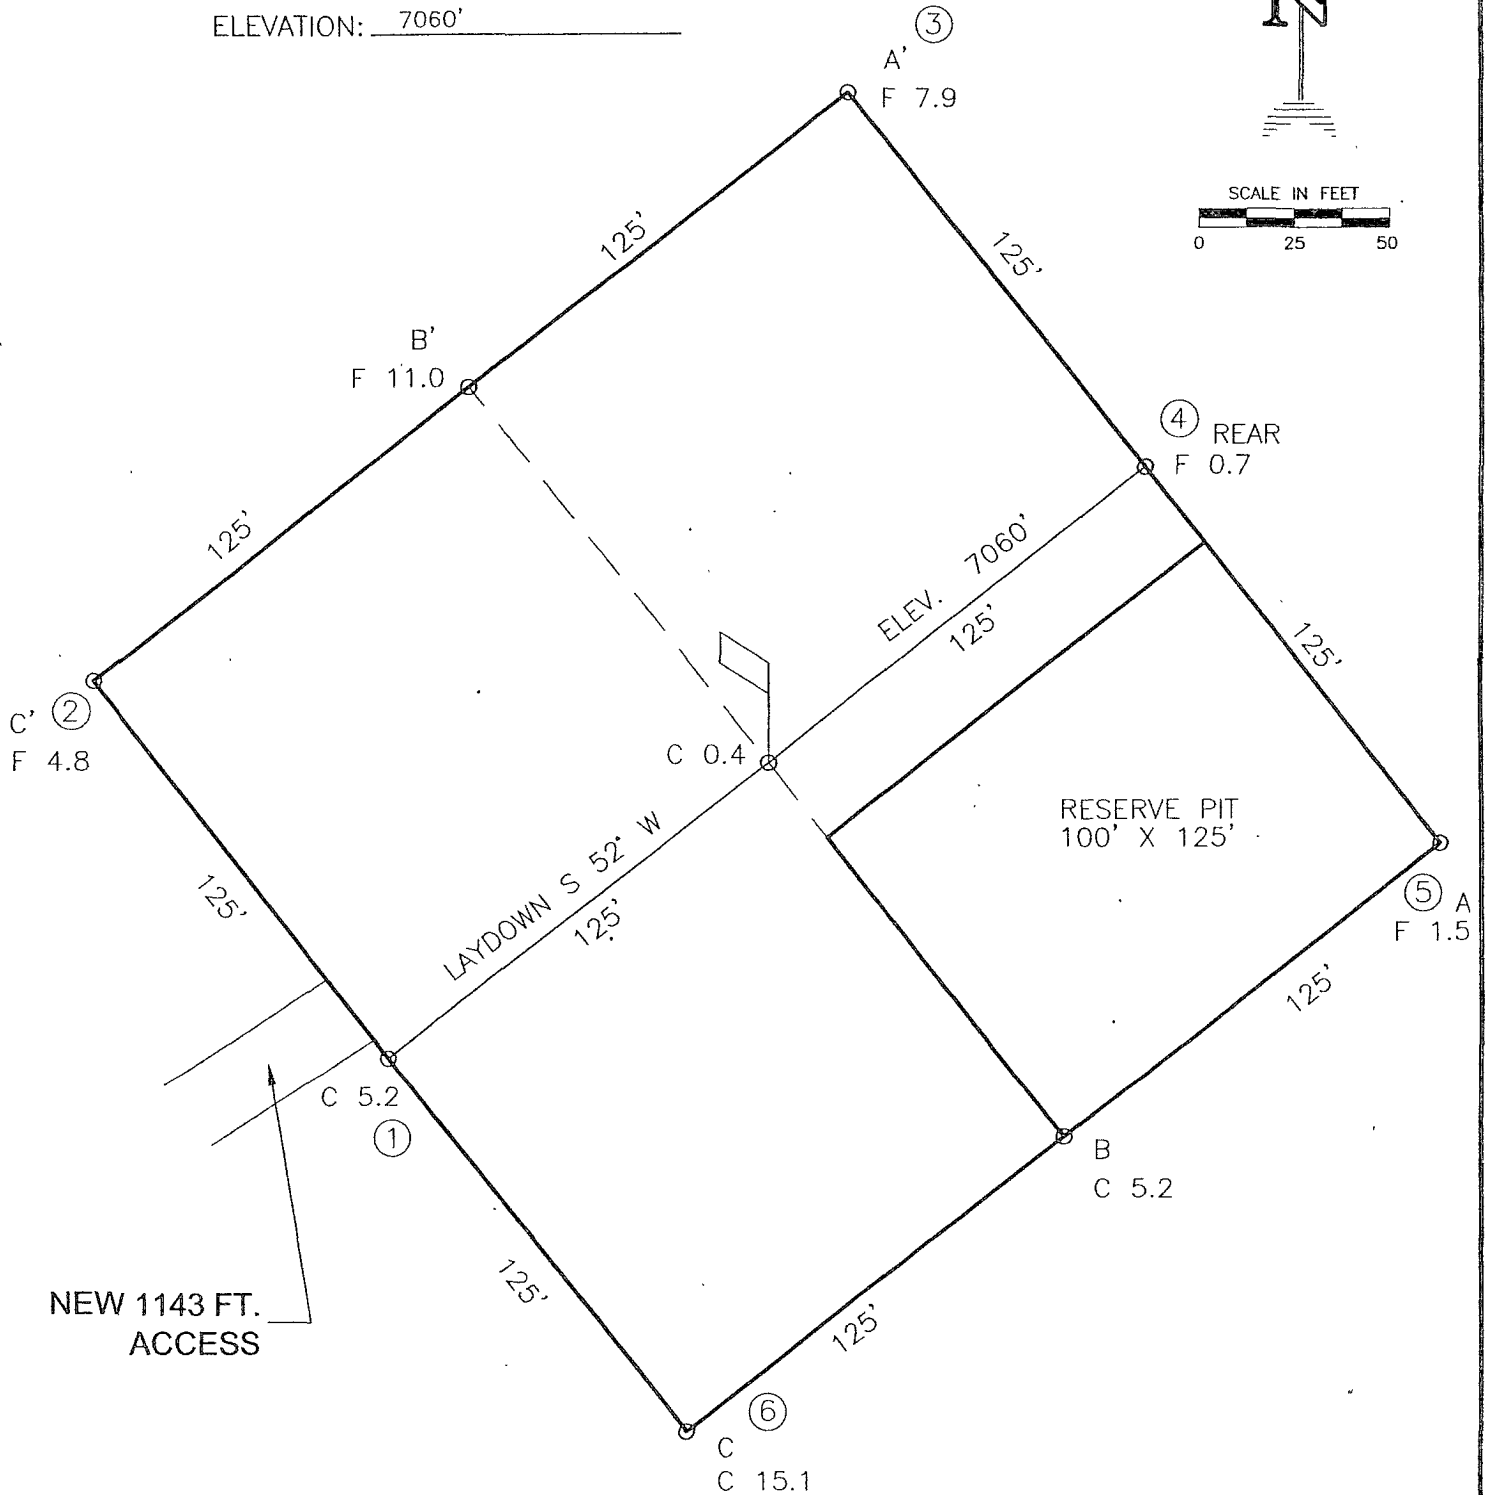 ELEVATION: 7060'
N
③
A'
F 7.9
SCALE IN FEET
0 25 50
125'
125'
B'
F 11.0
④ REAR
F 0.7
125'
ELEV. 7060'
125'
125'
C' ②
F 4.8
C 0.4
RESERVE PIT
100' X 125'
LAYDOWN S 52° W
125'
125'
⑤ A
F 1.5
125'
C 5.2
①
B
C 5.2
125'
125'
NEW 1143 FT.
ACCESS
⑥
C
C 15.1